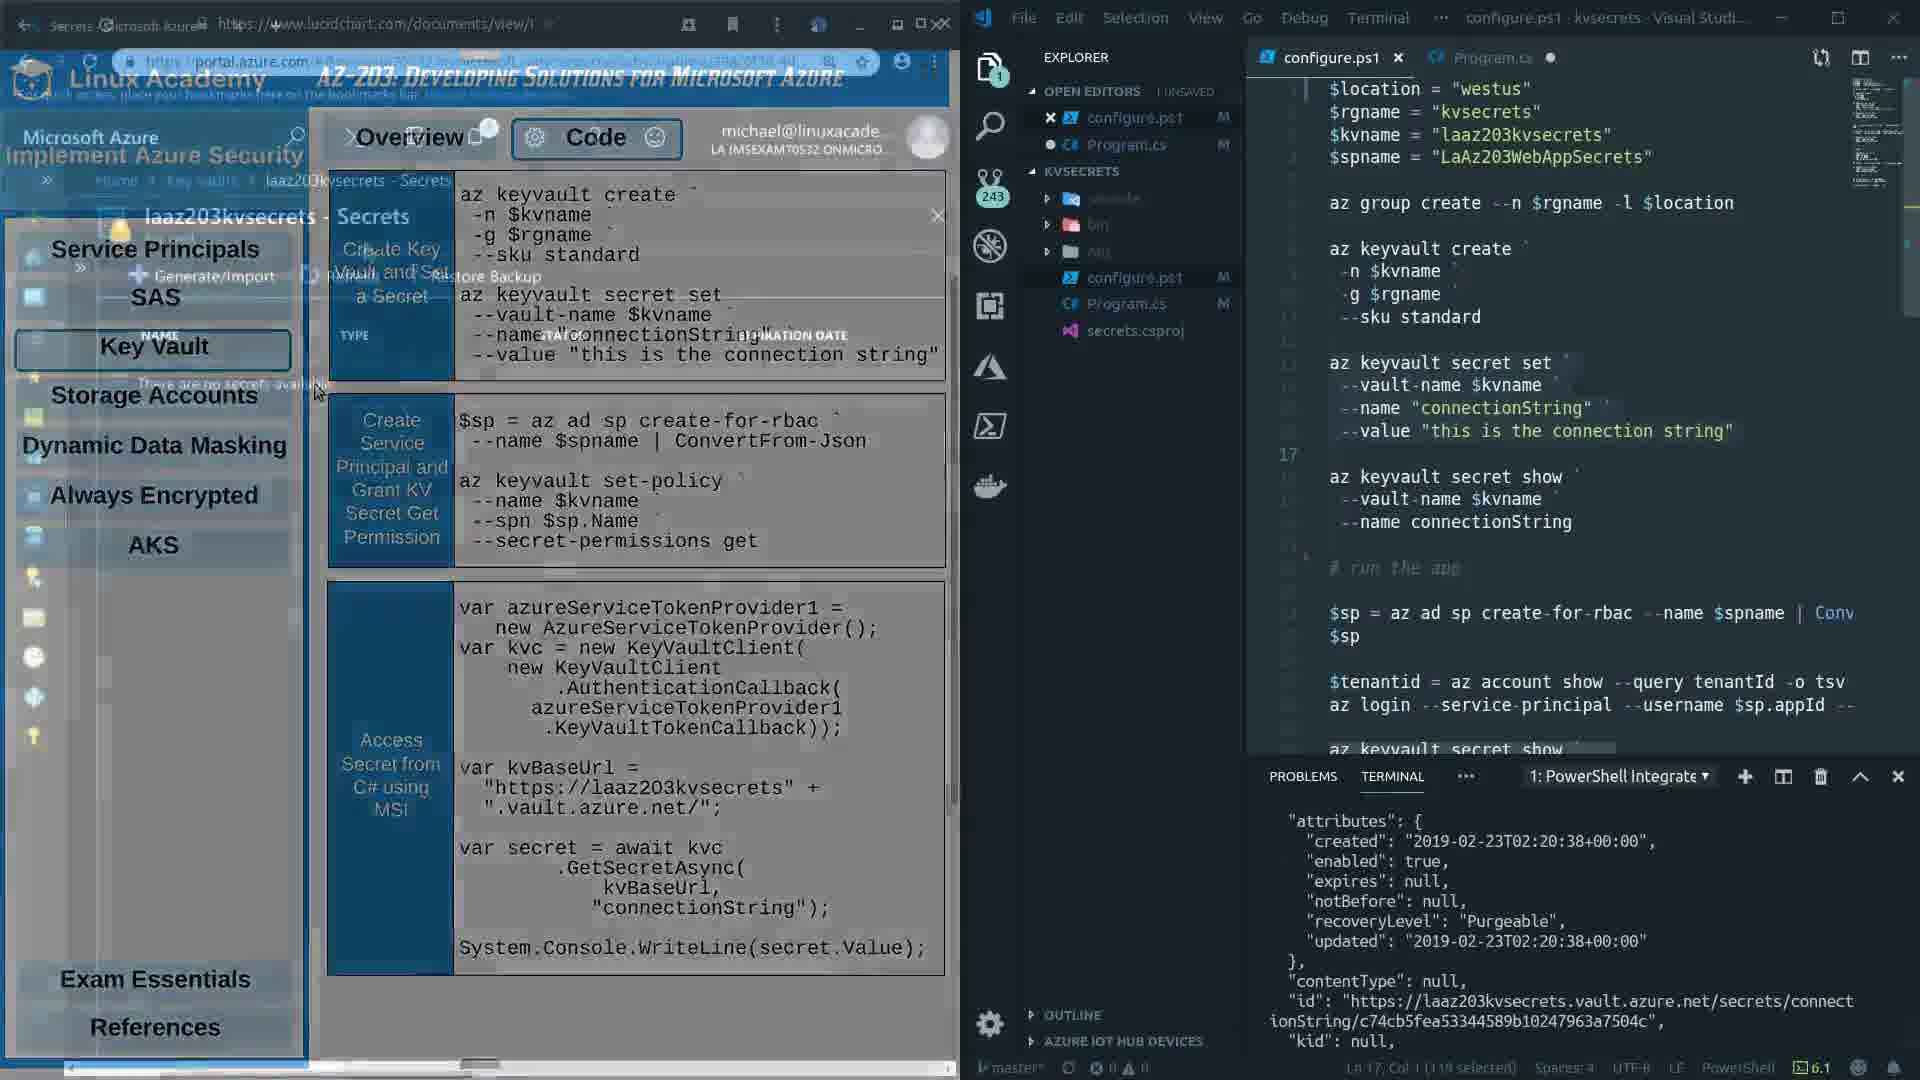 Secrets - Microsoft Azure
https://www.lucidchart.com/documents/view/
https://portal.azure.com
Linux Academy
AZ-203: Developing Solutions for Microsoft Azure
place your bookmarks here on the bookmarks bar.
Microsoft Azure
Implement Azure Security
Overview
Code
michael@linuxacade...
LA (MSEXAM70532.ONMICRO...
Home
Key vaults
laaz203kvsecrets - Secrets
laaz203kvsecrets - Secrets
Generate/Import
Restore Backup
NAME
TYPE
STATUS
EXPIRATION DATE
There are no secrets available.
Service Principals
SAS
Key Vault
Storage Accounts
Dynamic Data Masking
Always Encrypted
AKS
Exam Essentials
References
Create Key
Vault and Set
a Secret
az keyvault create `
-n $kvname `
-g $rgname `
--sku standard
az keyvault secret set `
--vault-name $kvname `
--name "connectionString" `
--value "this is the connection string"
Create
Service
Principal and
Grant KV
Secret Get
Permission
$sp = az ad sp create-for-rbac `
--name $spname | ConvertFrom-Json
az keyvault set-policy `
--name $kvname `
--spn $sp.Name `
--secret-permissions get
Access
Secret from
C# using
MSI
var azureServiceTokenProvider1 =
new AzureServiceTokenProvider();
var kvc = new KeyVaultClient(
new KeyVaultClient
.AuthenticationCallback(
azureServiceTokenProvider1
.KeyVaultTokenCallback));
var kvBaseUrl =
"https://laaz203kvsecrets" +
".vault.azure.net/";
var secret = await kvc
.GetSecretAsync(
kvBaseUrl,
"connectionString");
System.Console.WriteLine(secret.Value);
File Edit Selection View Go Debug Terminal ... configure.ps1 - kvsecrets - Visual Studi...
EXPLORER
OPEN EDITORS 1 UNSAVED
configure.ps1 M
Program.cs M
KVSECRETS
.vscode
bin
obj
configure.ps1 M
Program.cs M
secrets.csproj
1
243
OUTLINE
AZURE IOT HUB DEVICES
configure.ps1
Program.cs
$location = "westus"
$rgname = "kvsecrets"
$kvname = "laaz203kvsecrets"
$spname = "LaAz203WebAppSecrets"
az group create --n $rgname -l $location
az keyvault create `
-n $kvname `
-g $rgname `
--sku standard
az keyvault secret set `
--vault-name $kvname `
--name "connectionString" `
--value "this is the connection string"
17
az keyvault secret show `
--vault-name $kvname `
--name connectionString
# run the app
$sp = az ad sp create-for-rbac --name $spname | Conv
$sp
$tenantid = az account show --query tenantId -o tsv
az login --service-principal --username $sp.appId --
az keyvault secret show `
PROBLEMS TERMINAL ... 1: PowerShell Integrate
"attributes": {
"created": "2019-02-23T02:20:38+00:00",
"enabled": true,
"expires": null,
"notBefore": null,
"recoveryLevel": "Purgeable",
"updated": "2019-02-23T02:20:38+00:00"
},
"contentType": null,
"id": "https://laaz203kvsecrets.vault.azure.net/secrets/connect
ionString/c74cb5fea53344589b10247963a7504c",
"kid": null,
master* 0 0 Ln 17, Col 1 (119 selected) Spaces: 4 UTF-8 LF PowerShell 6.1